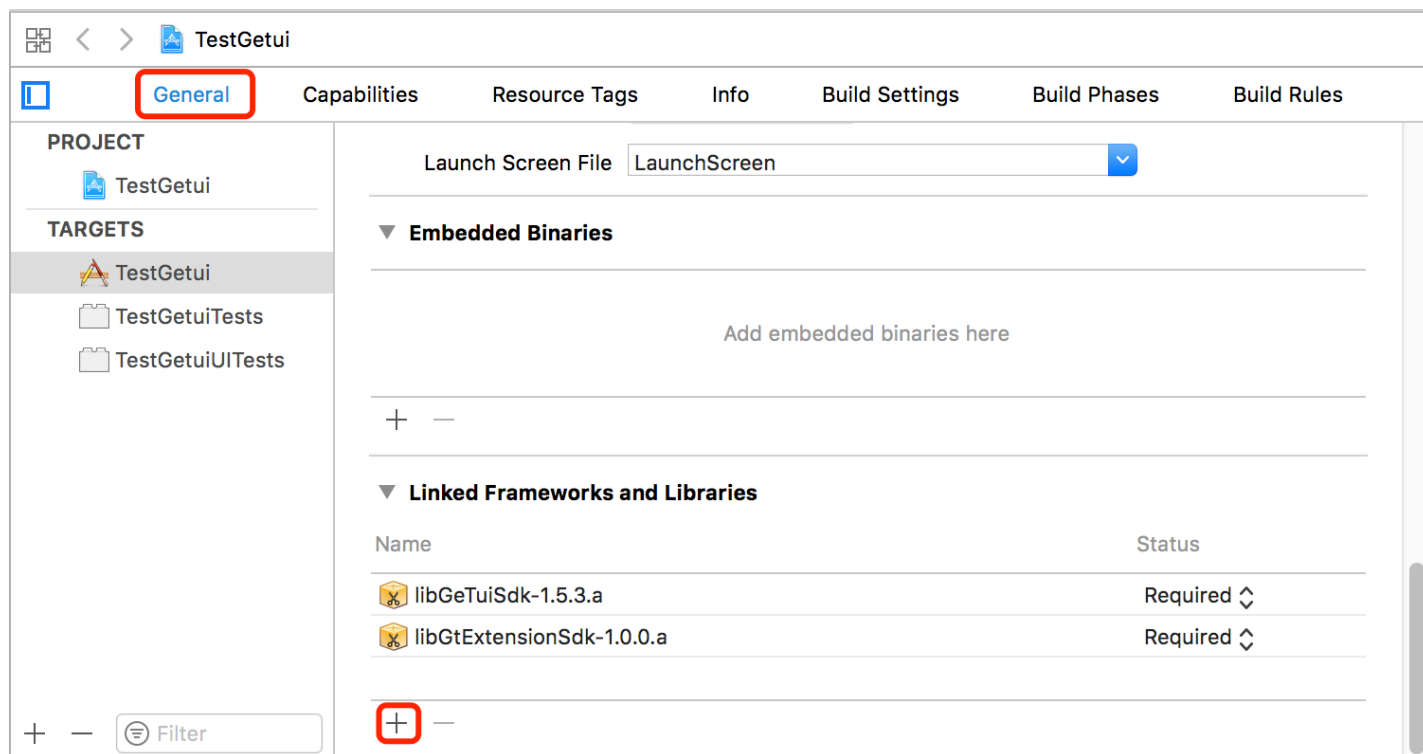 TestGetui
General Capabilities Resource Tags Info Build Settings Build Phases Build Rules
PROJECT
TestGetui
TARGETS
TestGetui
TestGetuiTests
TestGetuiUITests
Filter
Launch Screen File LaunchScreen
Embedded Binaries
Add embedded binaries here
Linked Frameworks and Libraries
Name Status
libGeTuiSdk-1.5.3.a Required
libGtExtensionSdk-1.0.0.a Required